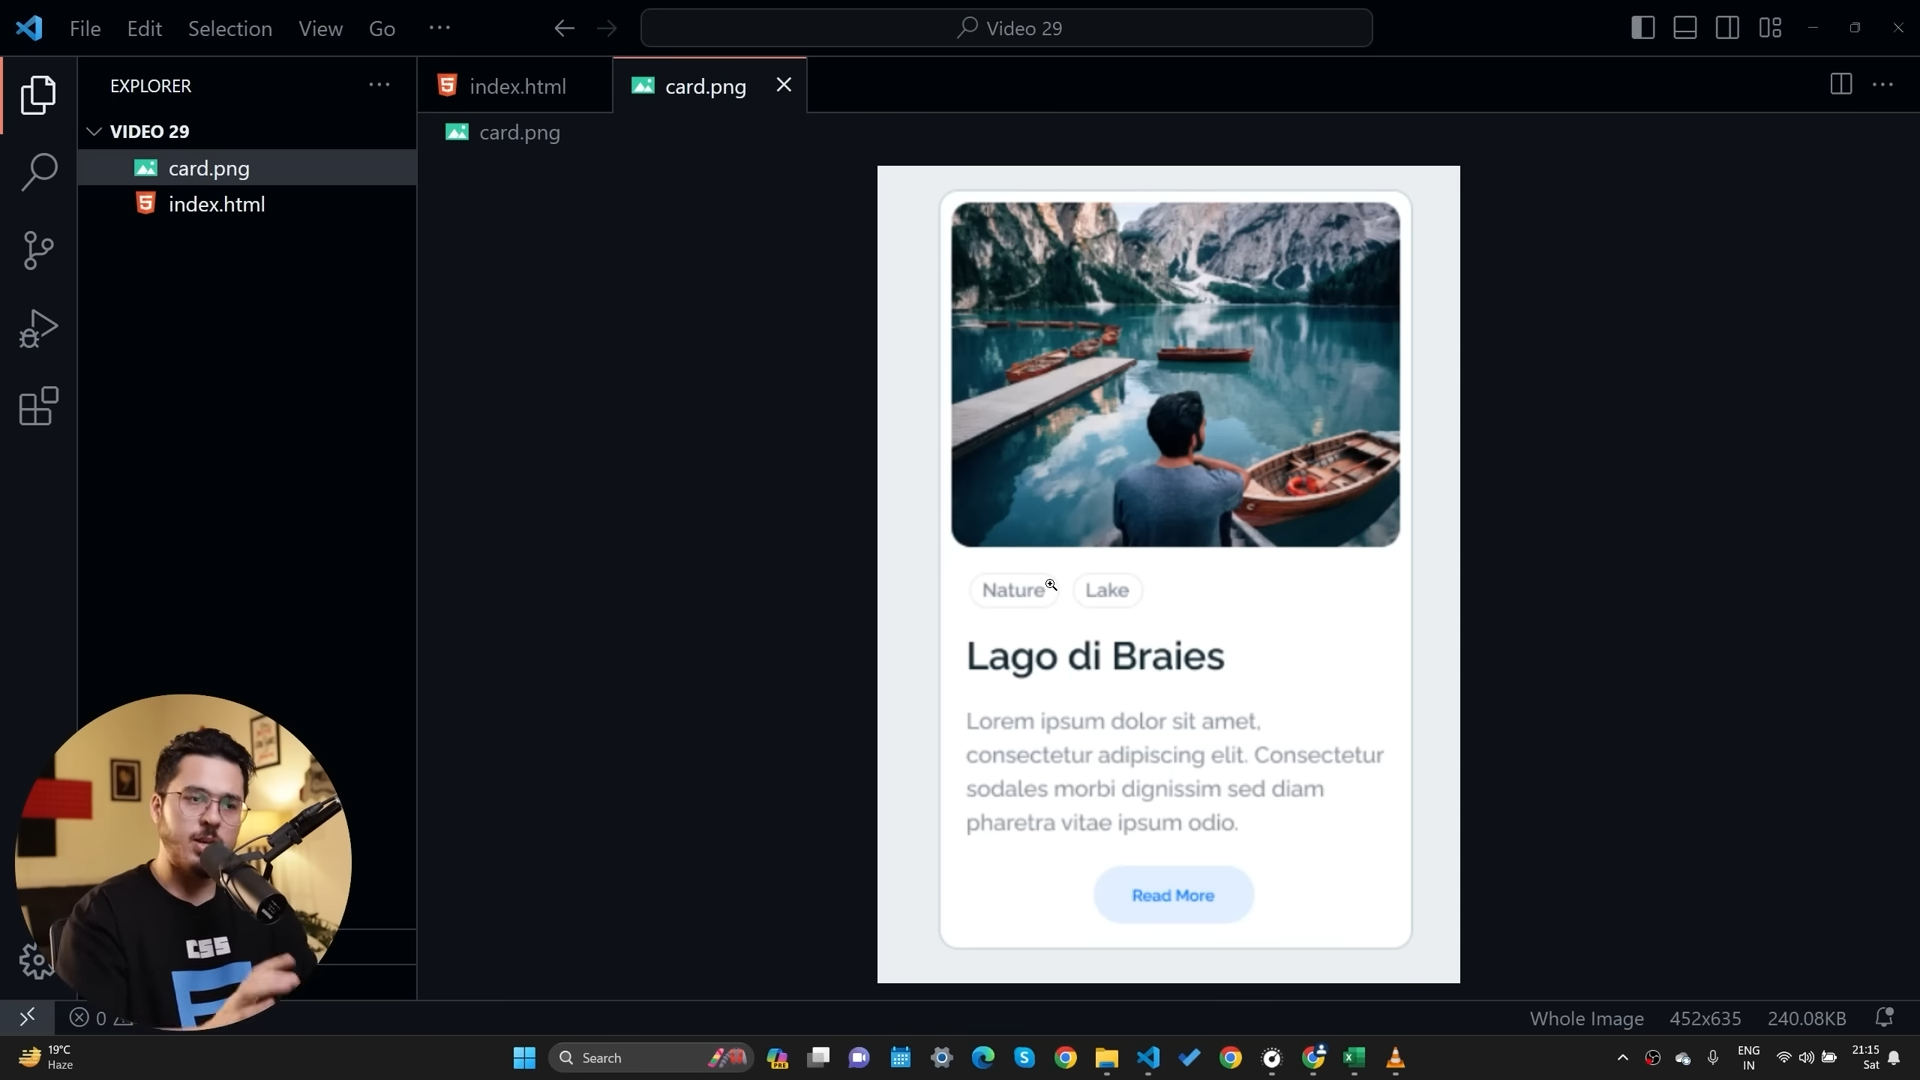 File Edit Selection View Go ···
Video 29
EXPLORER
VIDEO 29
card.png
index.html
index.html
card.png
card.png
Nature
Lake
Lago di Braies
Lorem ipsum dolor sit amet,
consectetur adipiscing elit. Consectetur
sodales morbi dignissim sed diam
pharetra vitae ipsum odio.
Read More
CSS
0
Whole Image
452x635
240.08KB
19°C
Haze
Search
PRE
ENG
IN
21:15
Sat